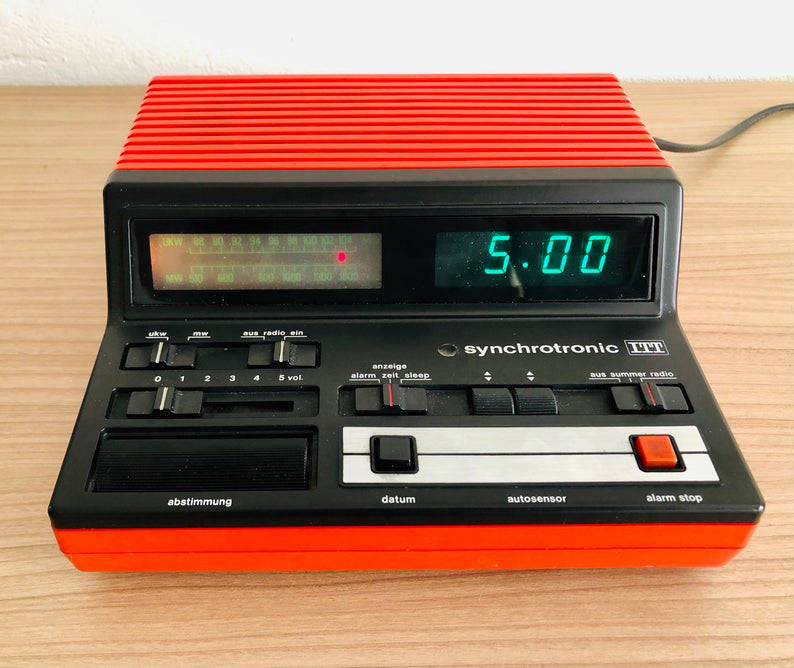 UKW 88 90 92 94 96 98 100 102 104
MW 510 600 800 1000 1300 1600
5.00
synchrotronic ITT
ukw mw
aus radio ein
0 1 2 3 4 5 vol.
anzeige
alarm zeit sleep
aus summer radio
abstimmung
datum
autosensor
alarm stop